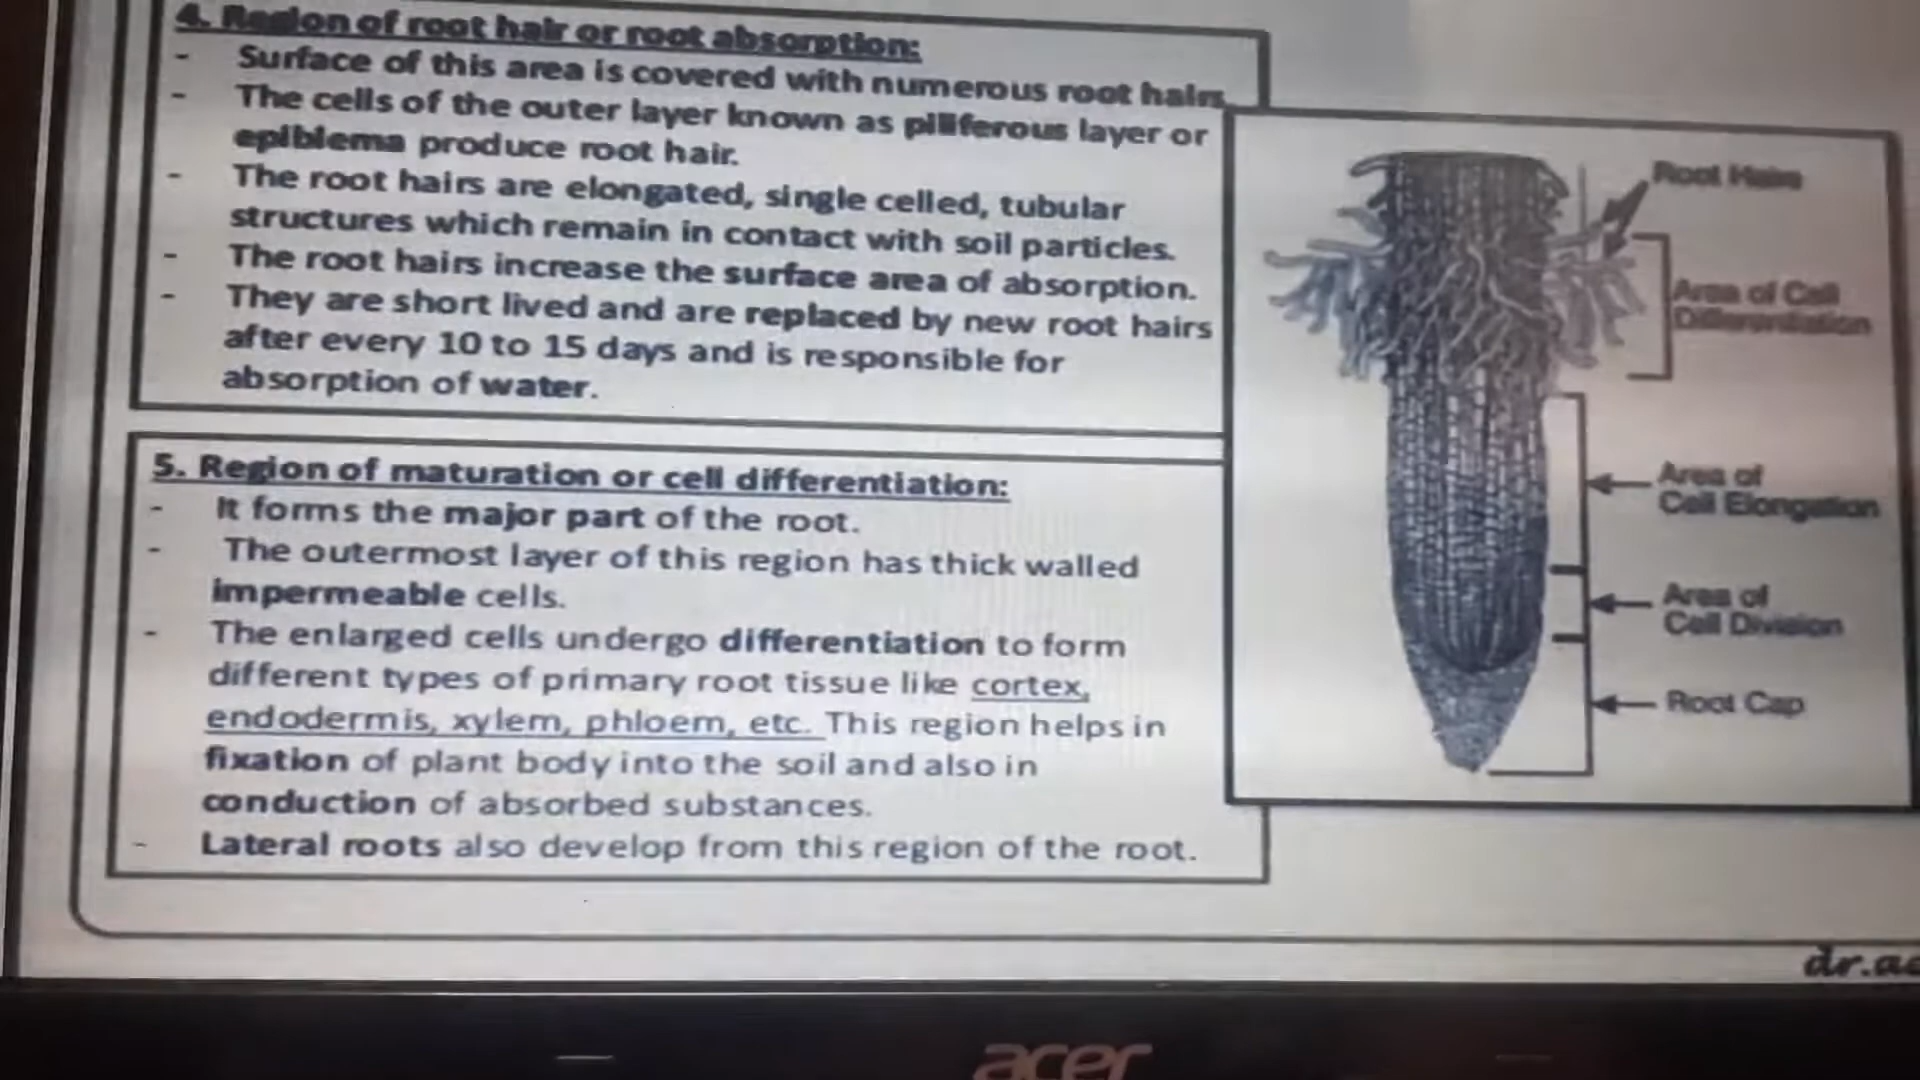 4. Region of root hair or root absorption:
- Surface of this area is covered with numerous root hairs
- The cells of the outer layer known as piliferous layer or
epiblema produce root hair.
- The root hairs are elongated, single celled, tubular
structures which remain in contact with soil particles.
- The root hairs increase the surface area of absorption.
- They are short lived and are replaced by new root hairs
after every 10 to 15 days and is responsible for
absorption of water.
5. Region of maturation or cell differentiation:
- It forms the major part of the root.
- The outermost layer of this region has thick walled
impermeable cells.
- The enlarged cells undergo differentiation to form
different types of primary root tissue like cortex,
endodermis, xylem, phloem, etc. This region helps in
fixation of plant body into the soil and also in
conduction of absorbed substances.
- Lateral roots also develop from this region of the root.
Root Hairs
Area of Cell
Differentiation
Area of
Cell Elongation
Area of
Cell Division
Root Cap
acer